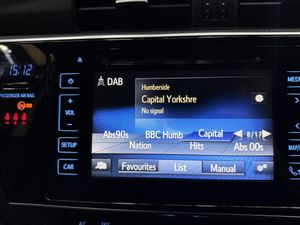 15:12
DAB
Humberside
Capital Yorkshre
No signal
PASSENGER AIR BAG
+
VOL
-
Abs90s BBC Humb Capital 8/17
Nation Hits Abs 00s
SETUP
CAR
Favourites List Manual
MAP/
A/C